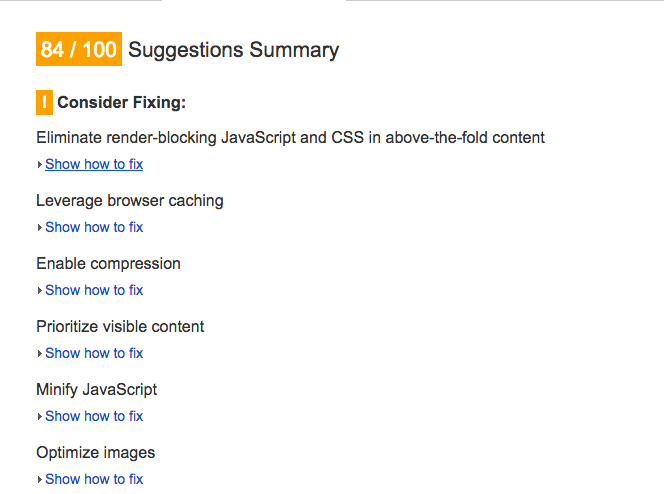 84 / 100 Suggestions Summary
! Consider Fixing:
Eliminate render-blocking JavaScript and CSS in above-the-fold content
Show how to fix
Leverage browser caching
Show how to fix
Enable compression
Show how to fix
Prioritize visible content
Show how to fix
Minify JavaScript
Show how to fix
Optimize images
Show how to fix